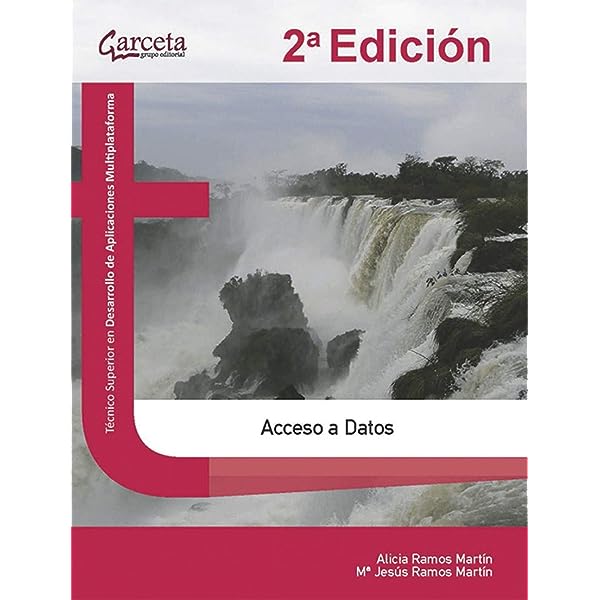 Garceta
grupo editorial
2ª Edición
Técnico Superior en Desarrollo de Aplicaciones Multiplataforma
Acceso a Datos
Alicia Ramos Martín
Mª Jesús Ramos Martín